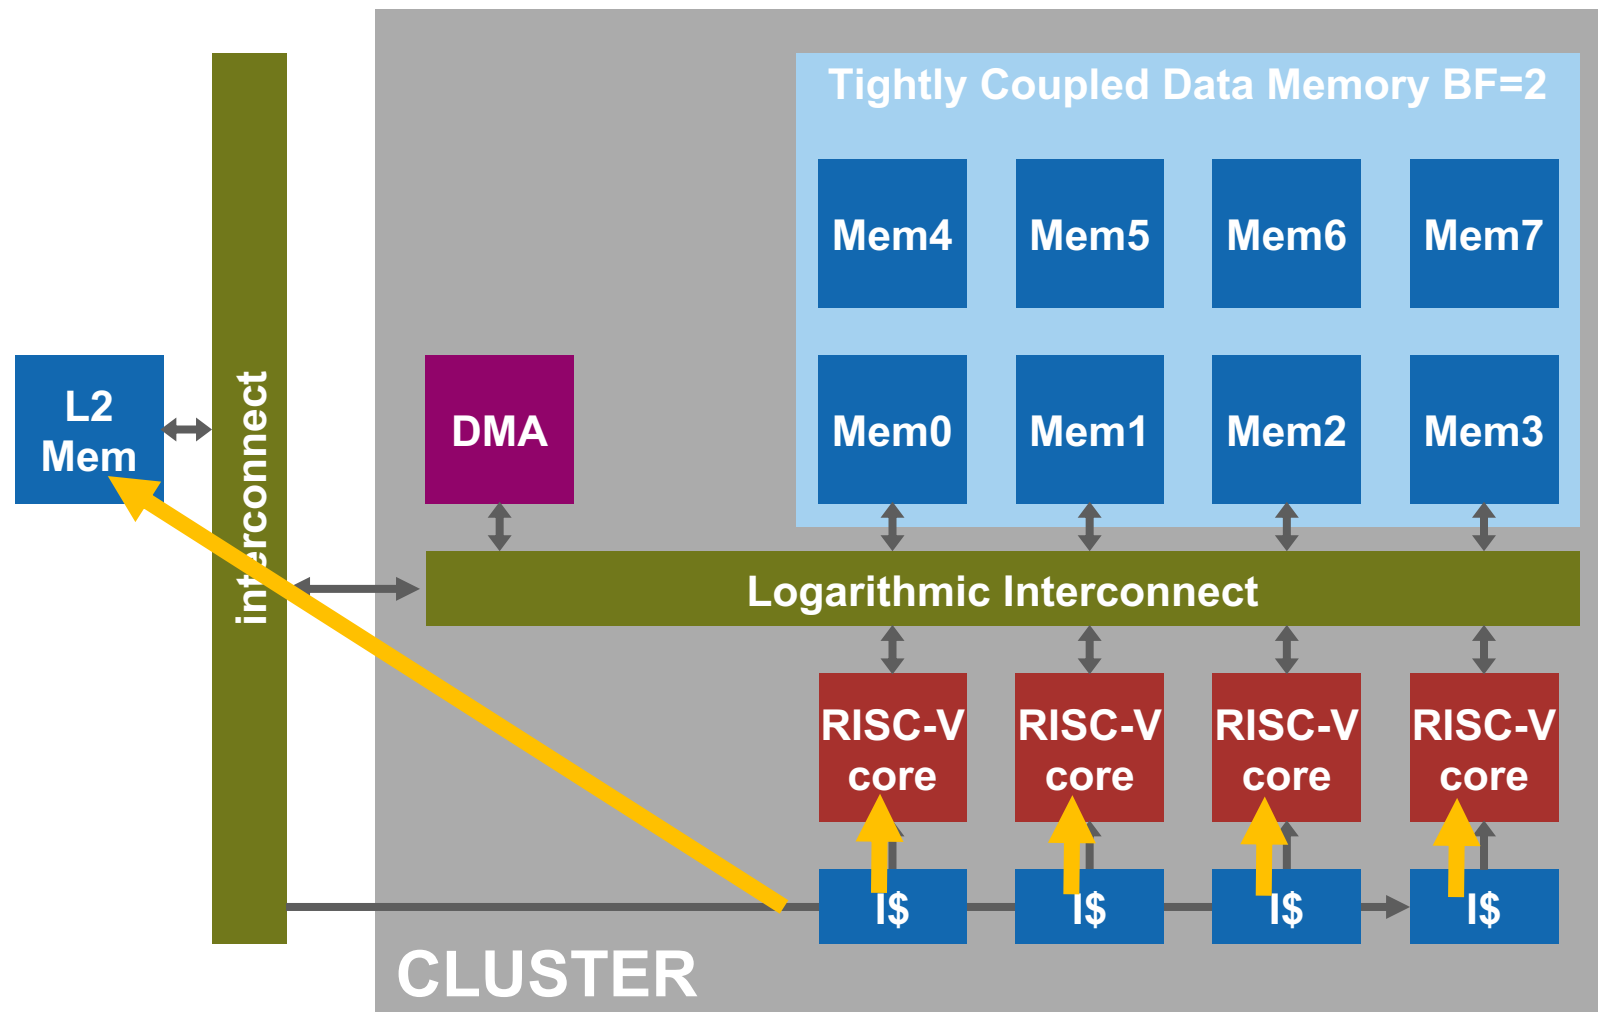 Tightly Coupled Data Memory BF=2
Mem4
Mem5
Mem6
Mem7
L2
Mem
interconnect
DMA
Mem0
Mem1
Mem2
Mem3
Logarithmic Interconnect
RISC-V
core
RISC-V
core
RISC-V
core
RISC-V
core
I$
I$
I$
I$
CLUSTER